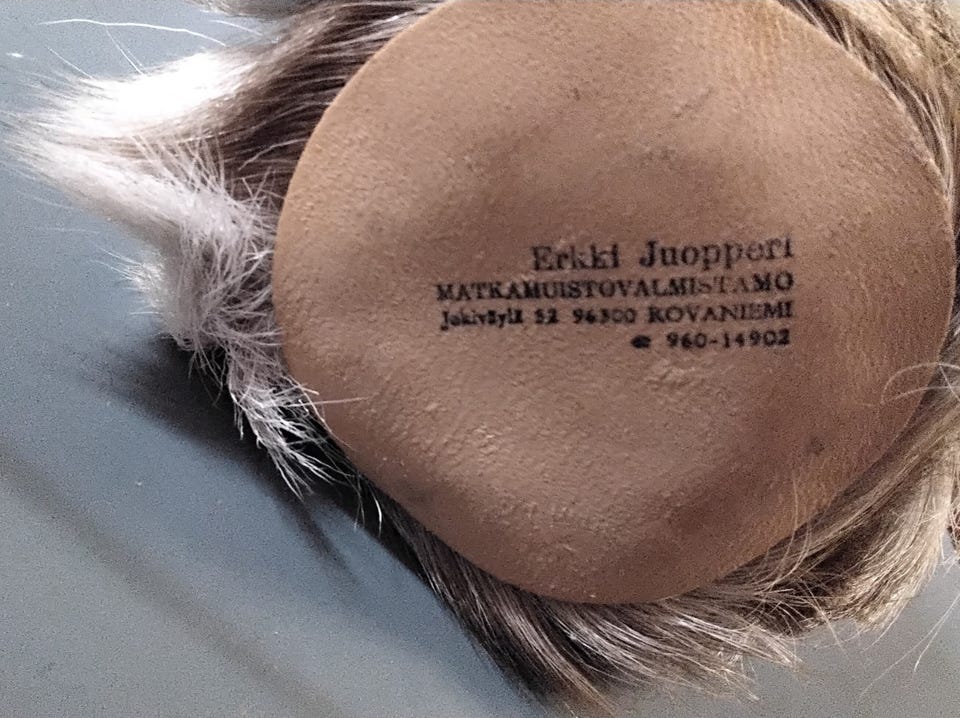 Erkki Juopperi
MATKAMUISTOVALMISTAMO
Jokiväylä 52 96300 ROVANIEMI
☎ 960-14902